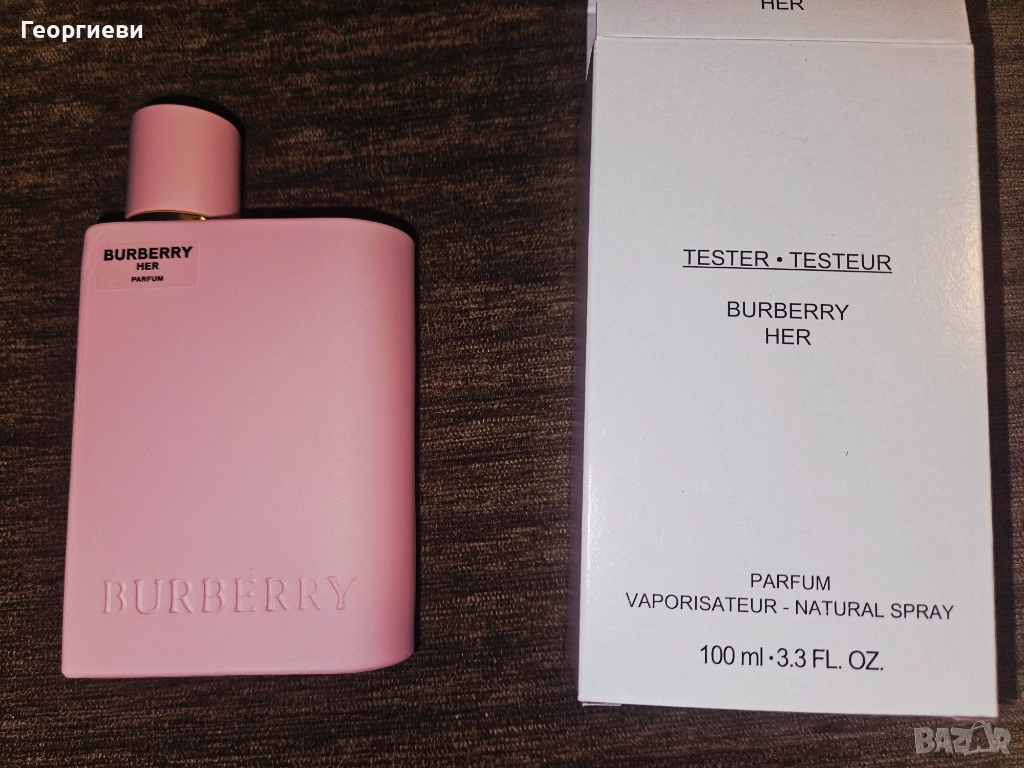 Георгиеви
HER
BURBERRY
HER
PARFUM
BURBERRY
TESTER • TESTEUR
BURBERRY
HER
PARFUM
VAPORISATEUR - NATURAL SPRAY
100 ml • 3.3 FL. OZ.
BAZAR